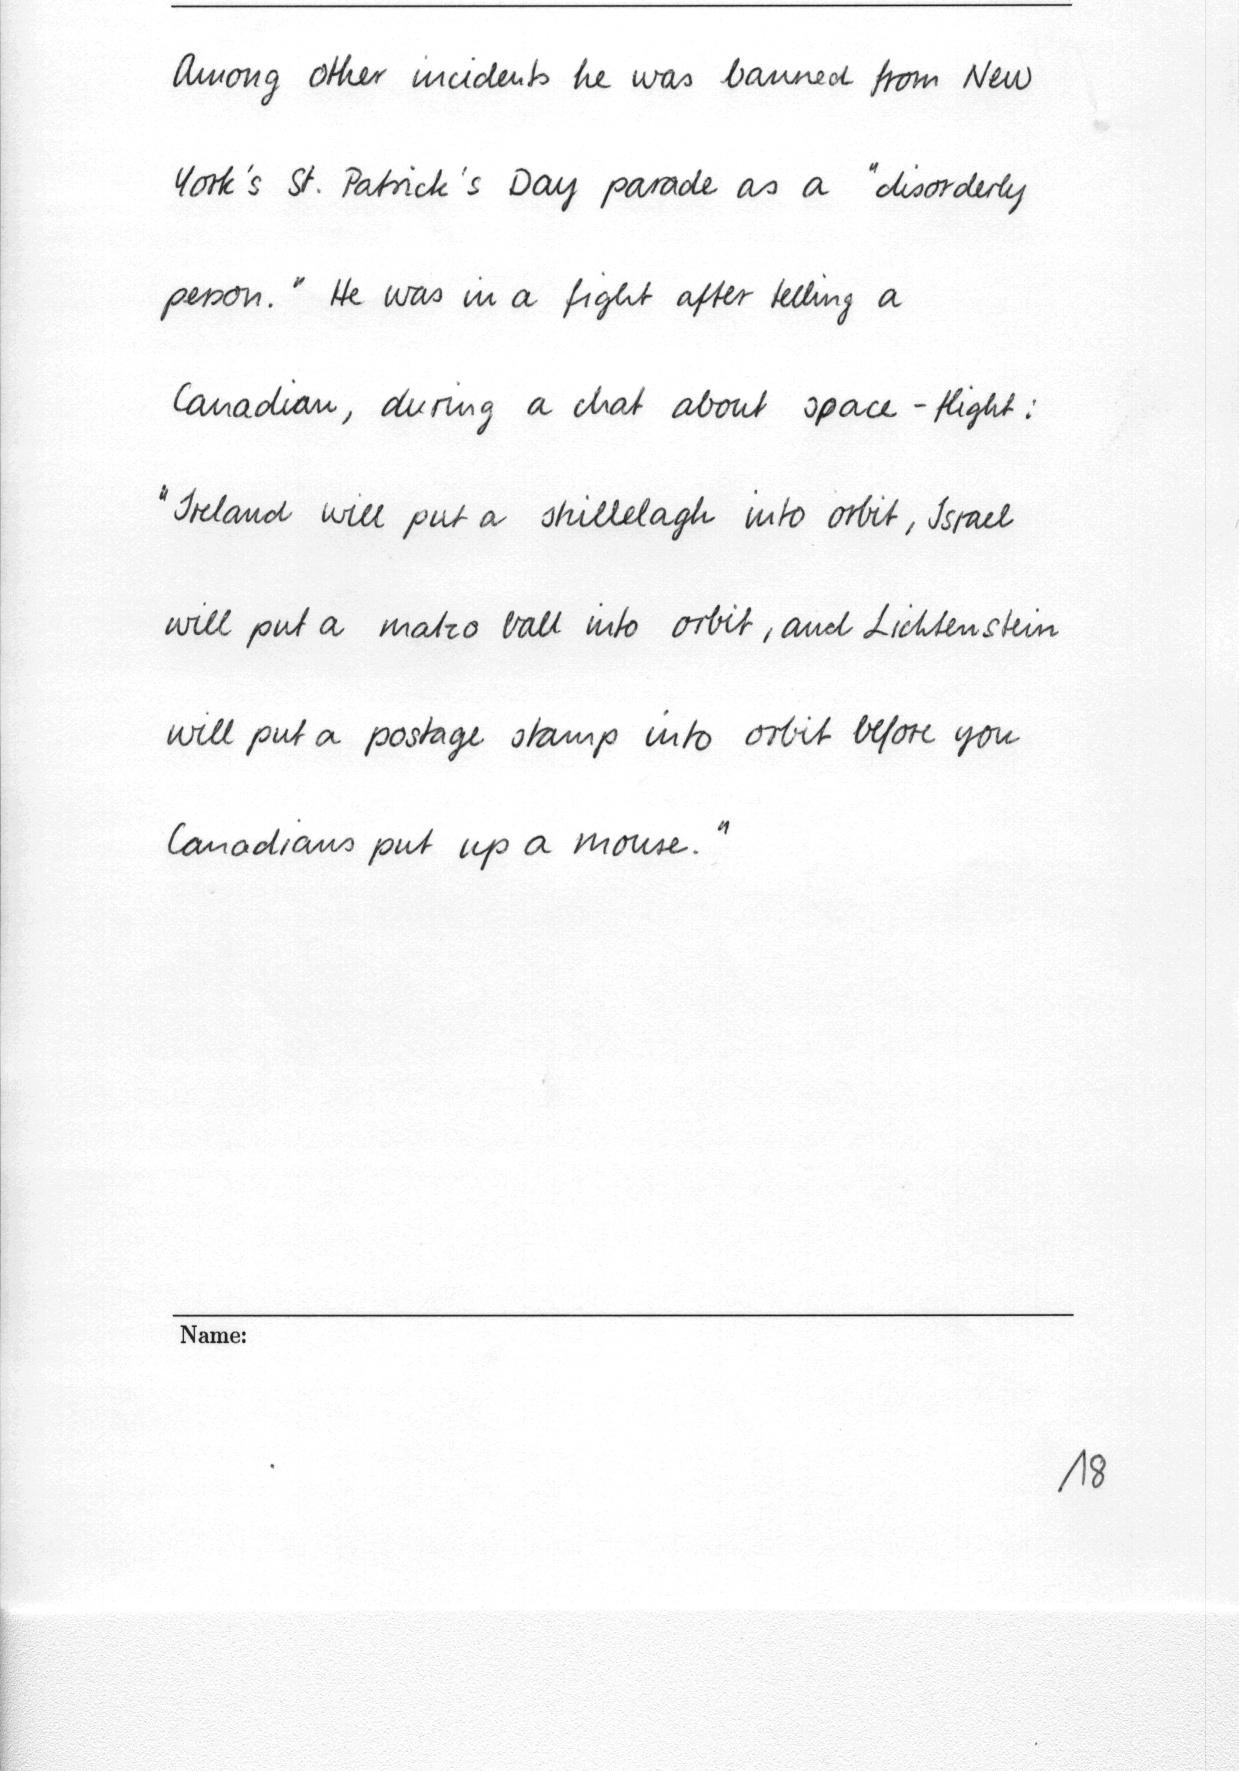 Among other incidents he was banned from New
York's St. Patrick's Day parade as a "disorderly
person." He was in a fight after telling a
Canadian, during a chat about space-flight:
"Ireland will put a shillelagh into orbit, Israel
will put a matzo ball into orbit, and Lichtenstein
will put a postage stamp into orbit before you
Canadians put up a mouse."
Name:
/18